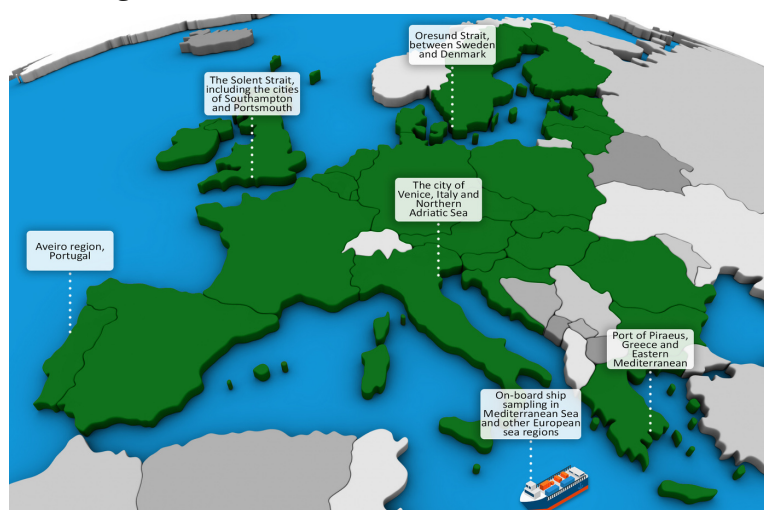 Oresund Strait,
between Sweden
and Denmark
The Solent Strait,
including the cities
of Southampton
and Portsmouth
The city of
Venice, Italy and
Northern
Adriatic Sea
Aveiro region,
Portugal
Port of Piraeus,
Greece and
Eastern
Mediterranean
On-board ship
sampling in
Mediterranean Sea
and other European
sea regions